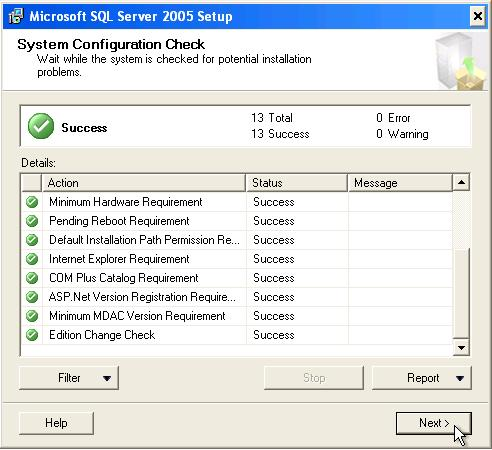 Microsoft SQL Server 2005 Setup
System Configuration Check
Wait while the system is checked for potential installation
problems.
Success
13 Total
0 Error
13 Success
0 Warning
Details:
Action Status Message
Minimum Hardware Requirement Success
Pending Reboot Requirement Success
Default Installation Path Permission Re... Success
Internet Explorer Requirement Success
COM Plus Catalog Requirement Success
ASP.Net Version Registration Require... Success
Minimum MDAC Version Requirement Success
Edition Change Check Success
Filter Stop Report
Help Next >